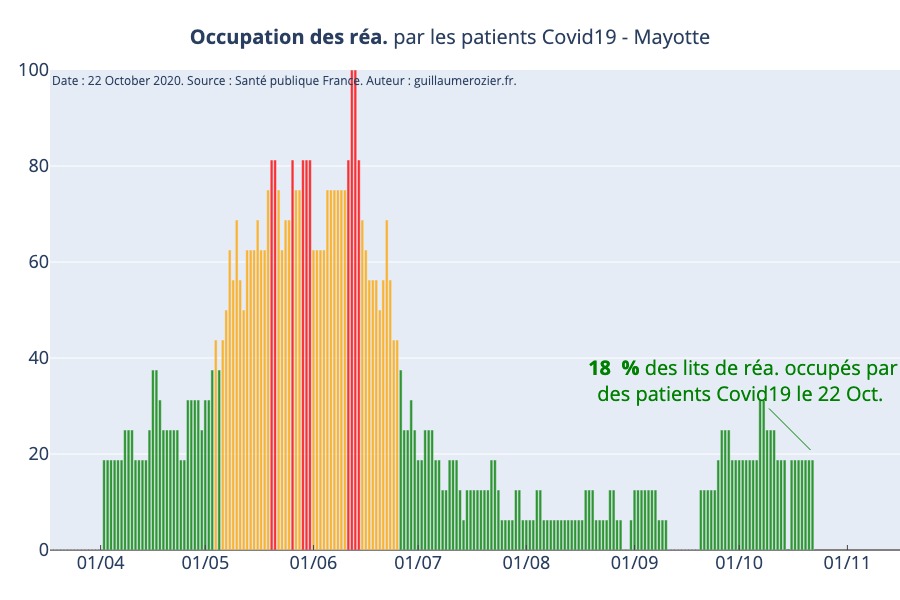 Occupation des réa. par les patients Covid19 - Mayotte
100
Date : 22 October 2020. Source : Santé publique France. Auteur : guillaumerozier.fr.
80
60
40
18  % des lits de réa. occupés par
des patients Covid19 le 22 Oct.
20
0
01/04 01/05 01/06 01/07 01/08 01/09 01/10 01/11